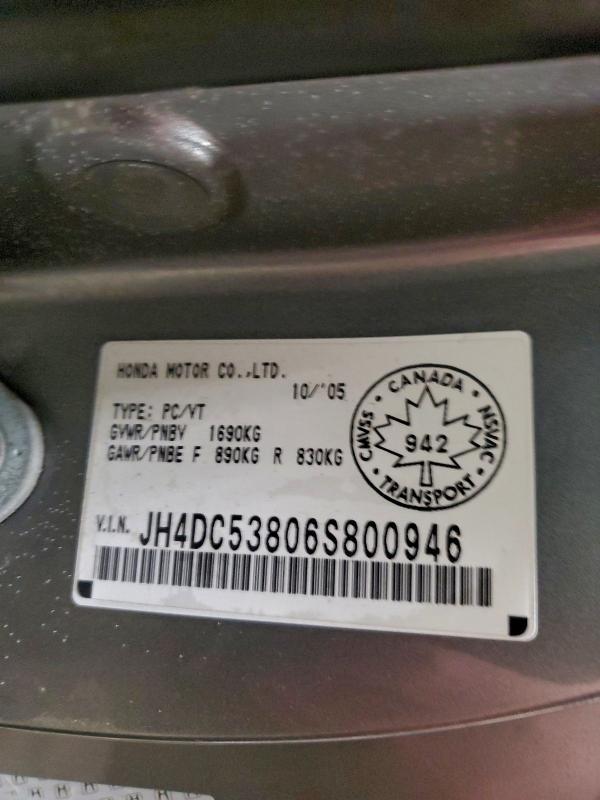 HONDA MOTOR CO.,LTD.
10/'05
TYPE: PC/VT
GVWR/PNBV 1690KG
GAWR/PNBE F 890KG R 830KG
CANADA
CMVSS
942
NSVAC
TRANSPORT
V.I.N. JH4DC53806S800946